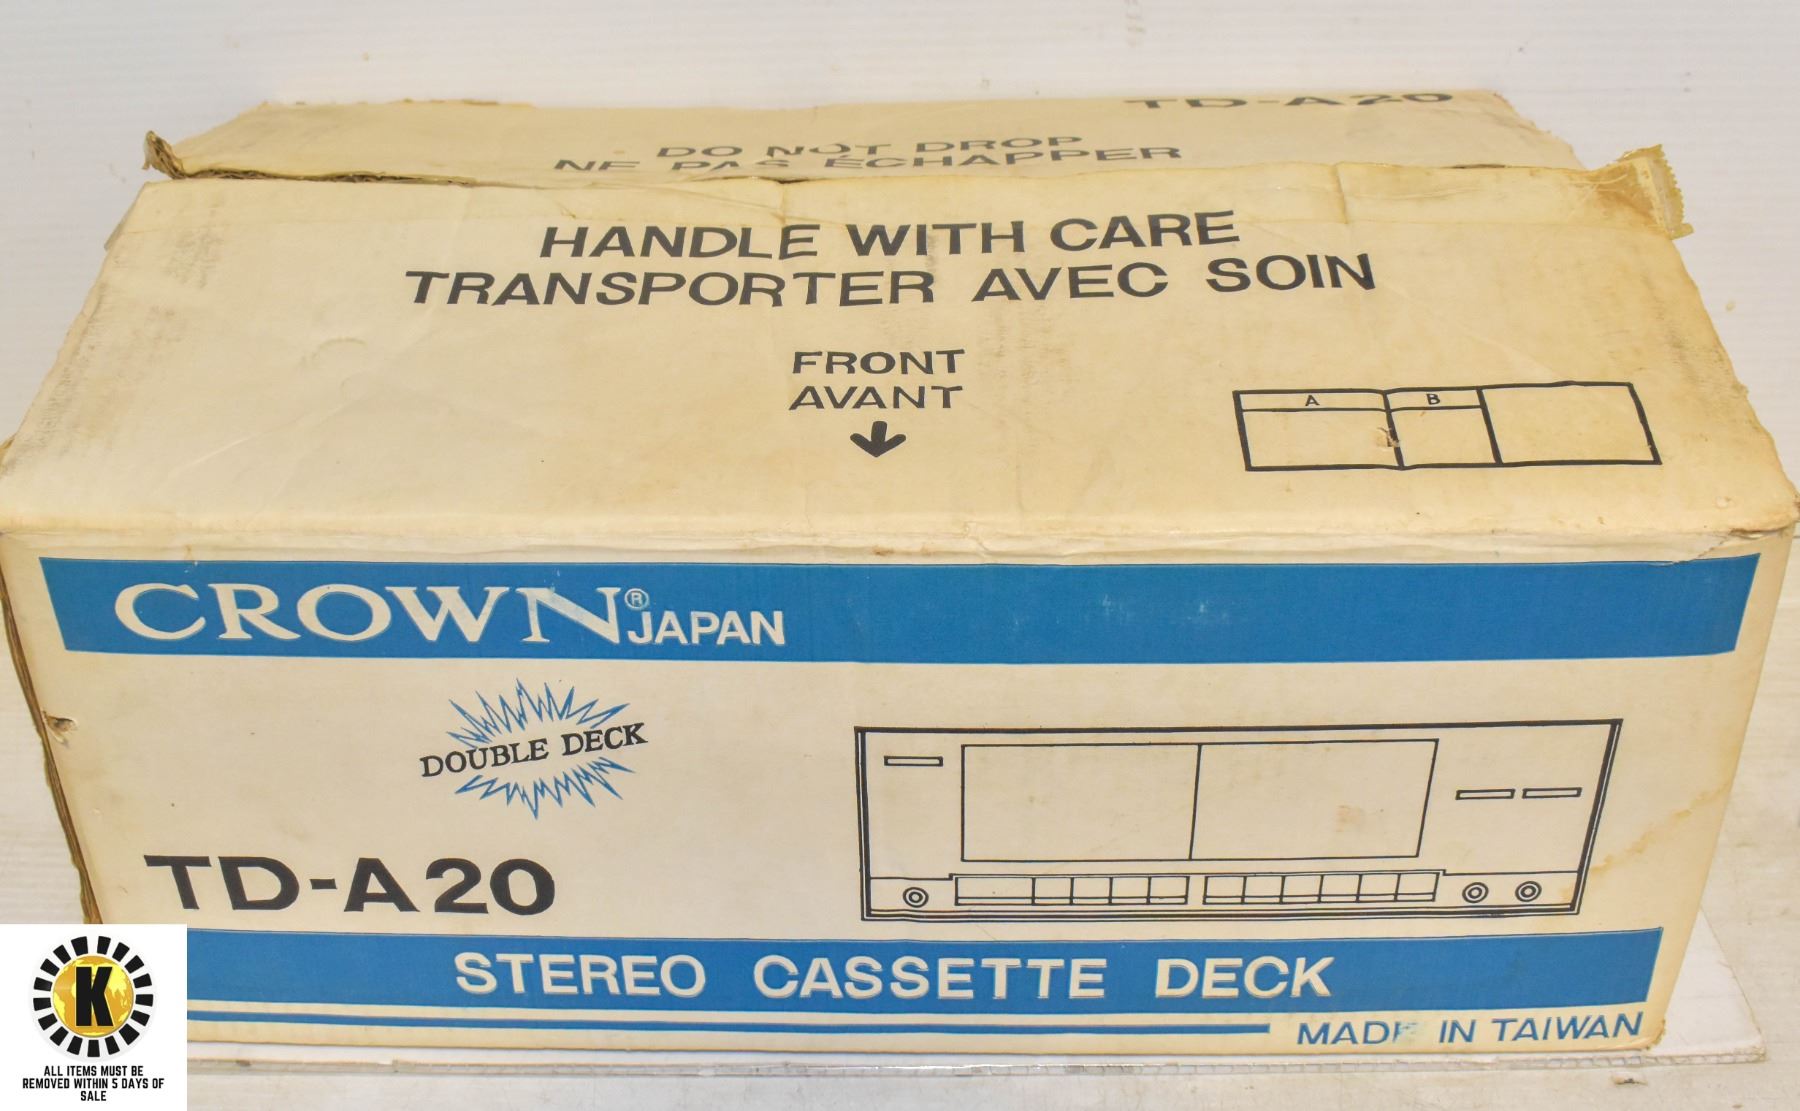 TD-A20
DO NOT DROP
NE PAS ÉCHAPPER
HANDLE WITH CARE
TRANSPORTER AVEC SOIN
FRONT
AVANT
A B
CROWN® JAPAN
DOUBLE DECK
TD-A20
STEREO CASSETTE DECK
MADE IN TAIWAN
K
ALL ITEMS MUST BE
REMOVED WITHIN 5 DAYS OF
SALE